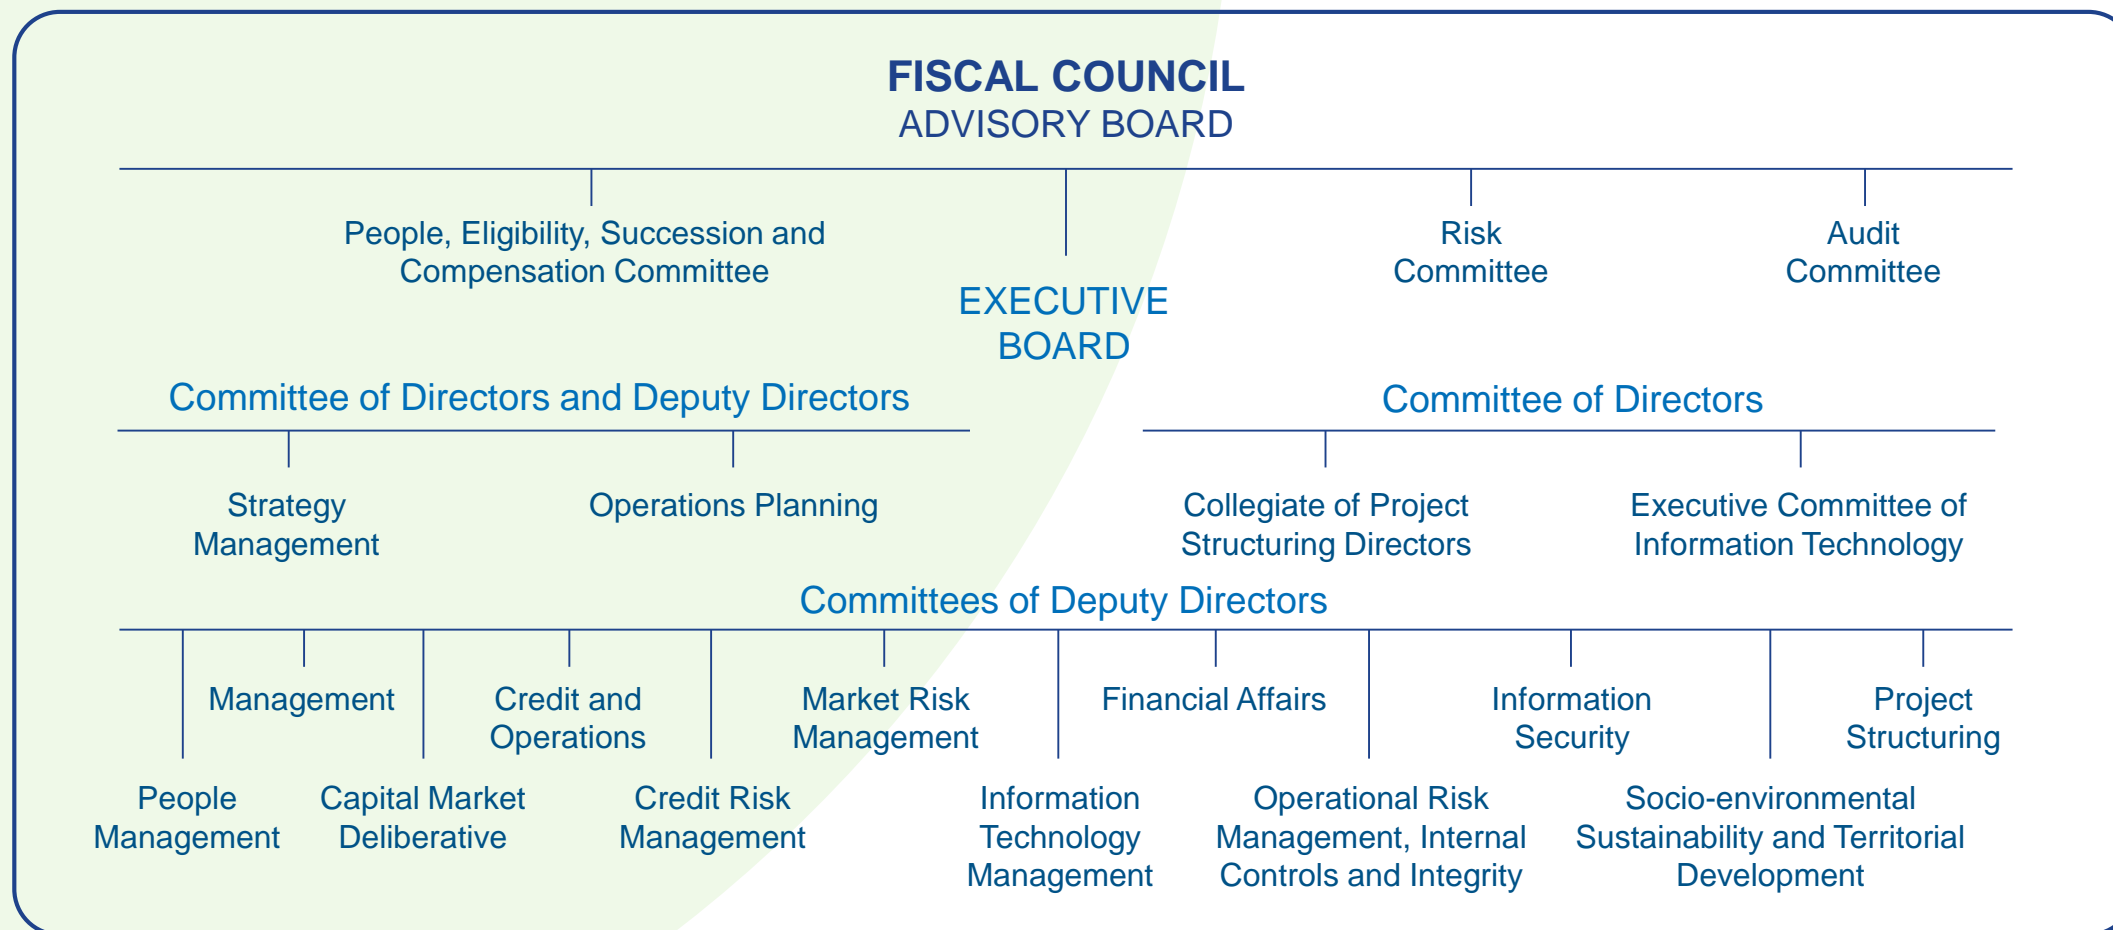 FISCAL COUNCIL
ADVISORY BOARD
People, Eligibility, Succession and
Compensation Committee
Risk
Committee
Audit
Committee
EXECUTIVE
BOARD
Committee of Directors and Deputy Directors
Committee of Directors
Strategy
Management
Operations Planning
Collegiate of Project
Structuring Directors
Executive Committee of
Information Technology
Committees of Deputy Directors
Management
Credit and
Operations
Market Risk
Management
Financial Affairs
Information
Security
Project
Structuring
People
Management
Capital Market
Deliberative
Credit Risk
Management
Information
Technology
Management
Operational Risk
Management, Internal
Controls and Integrity
Socio-environmental
Sustainability and Territorial
Development